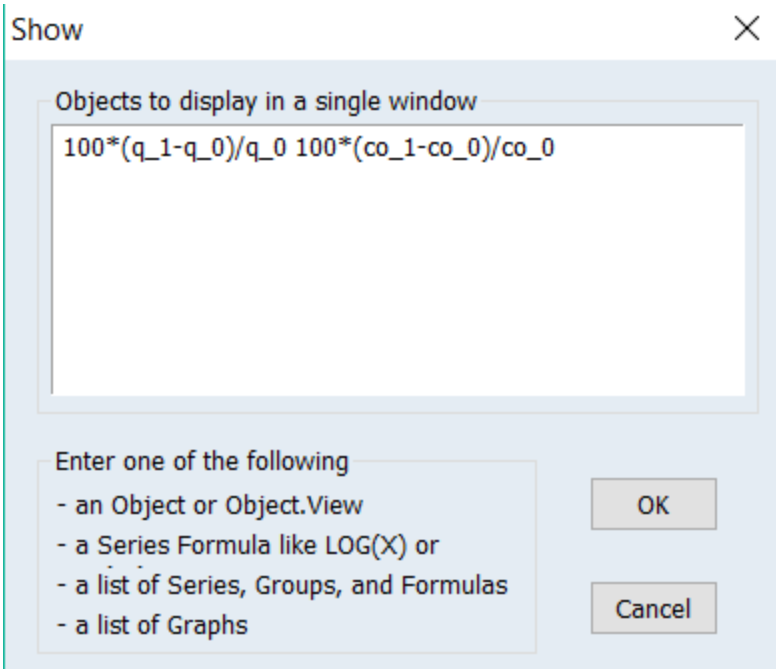 Show
Objects to display in a single window
100*(q_1-q_0)/q_0 100*(co_1-co_0)/co_0
Enter one of the following
- an Object or Object.View
- a Series Formula like LOG(X) or
- a list of Series, Groups, and Formulas
- a list of Graphs
OK
Cancel